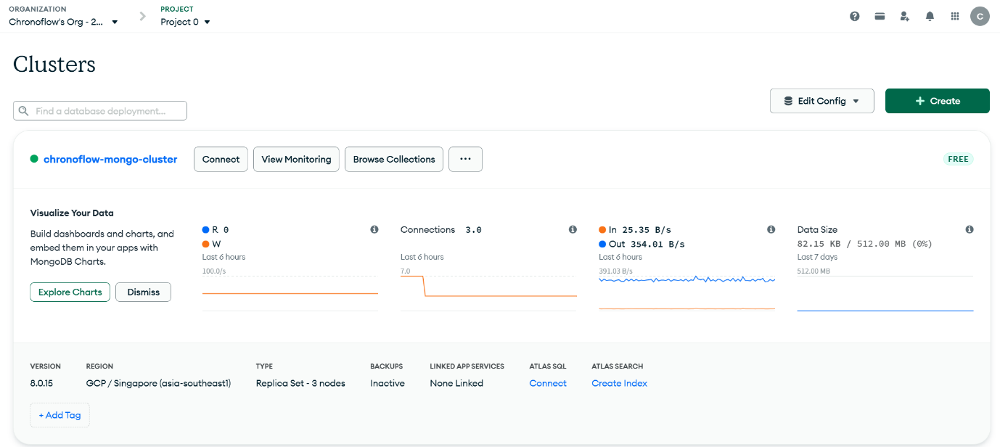 ORGANIZATION
Chronoflow's Org - 2...
PROJECT
Project 0
C
Clusters
Find a database deployment...
Edit Config
+ Create
chronoflow-mongo-cluster
Connect
View Monitoring
Browse Collections
...
FREE
Visualize Your Data
Build dashboards and charts, and
embed them in your apps with
MongoDB Charts.
Explore Charts
Dismiss
R 0
W
Last 6 hours
100.0/s
Connections 3.0
Last 6 hours
7.0
In 25.35 B/s
Out 354.01 B/s
Last 6 hours
391.03 B/s
Data Size
82.15 KB / 512.00 MB (0%)
Last 7 days
512.00 MB
VERSION
8.0.15
REGION
GCP / Singapore (asia-southeast1)
TYPE
Replica Set - 3 nodes
BACKUPS
Inactive
LINKED APP SERVICES
None Linked
ATLAS SQL
Connect
ATLAS SEARCH
Create Index
+ Add Tag